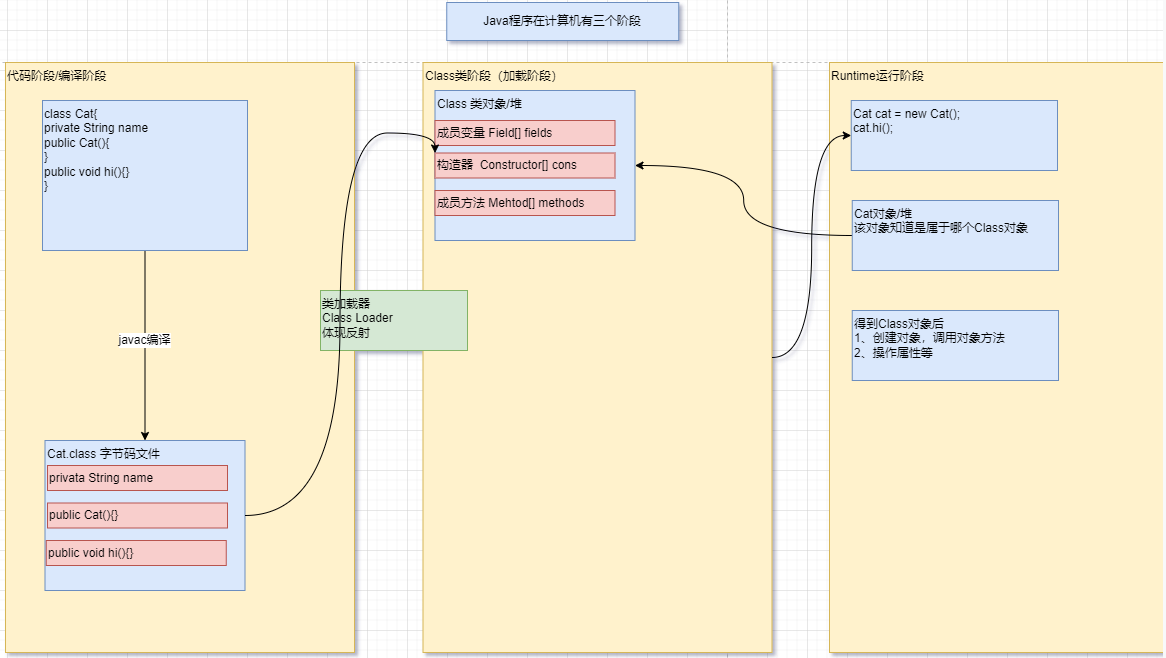 Java程序在计算机有三个阶段
代码阶段/编译阶段
class Cat{
private String name
public Cat(){
}
public void hi(){}
}
javac编译
Cat.class 字节码文件
privata String name
public Cat(){}
public void hi(){}
类加载器
Class Loader
体现反射
Class类阶段（加载阶段）
Class 类对象/堆
成员变量 Field[] fields
构造器 Constructor[] cons
成员方法 Mehtod[] methods
Runtime运行阶段
Cat cat = new Cat();
cat.hi();
Cat对象/堆
该对象知道是属于哪个Class对象
得到Class对象后
1、创建对象，调用对象方法
2、操作属性等